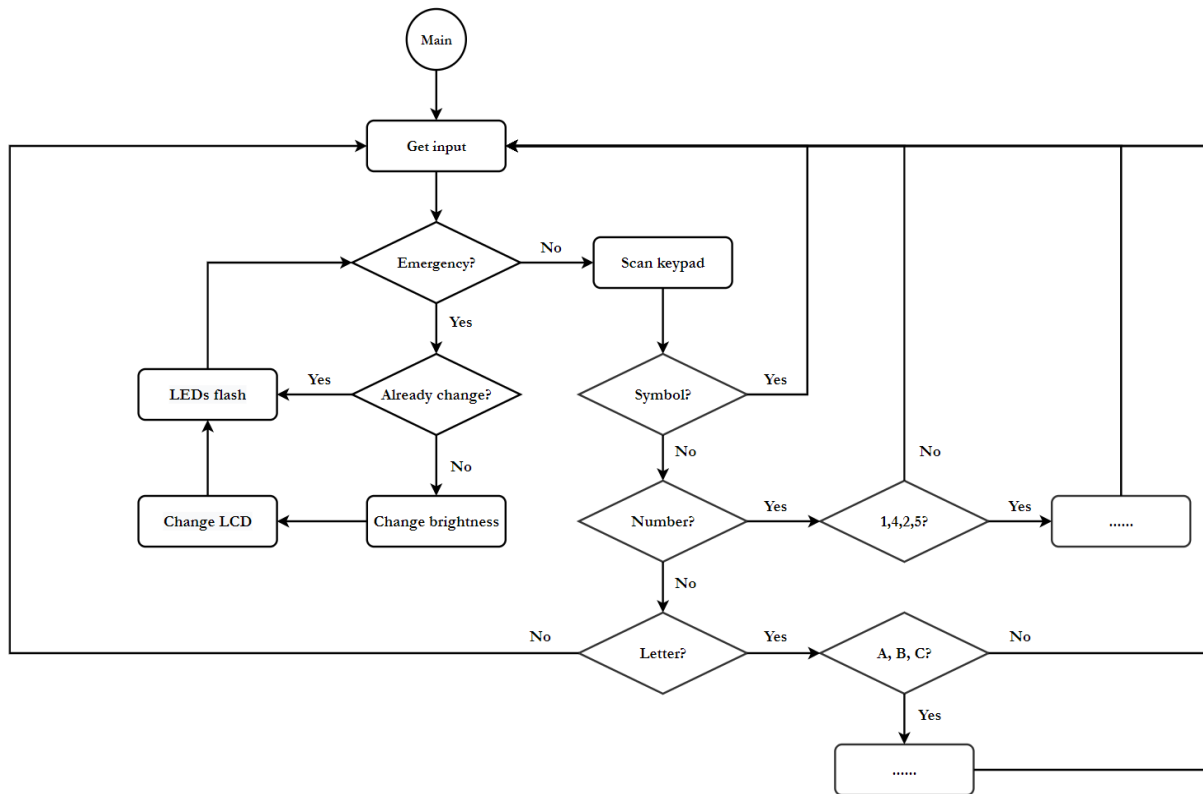 Main
Get input
No
Emergency?
Scan keypad
Yes
Yes
Yes
LEDs flash
Already change?
Symbol?
No
No
No
Yes
Yes
Change LCD
Change brightness
Number?
1,4,2,5?
......
No
No
Yes
No
Letter?
A, B, C?
Yes
......